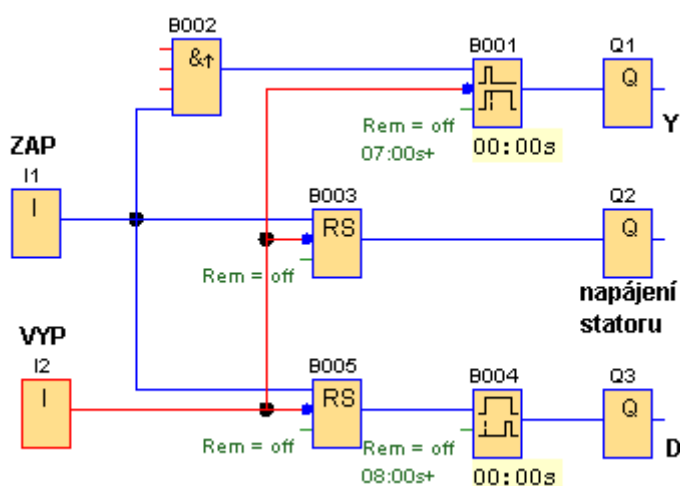 B002
&↑
B001
Q1
Q
Y
Rem = off
07:00s+
00:00s
ZAP
I1
I
B003
RS
Rem = off
Q2
Q
napájení
statoru
VYP
I2
I
B005
RS
Rem = off
B004
Rem = off
08:00s+
00:00s
Q3
Q
D